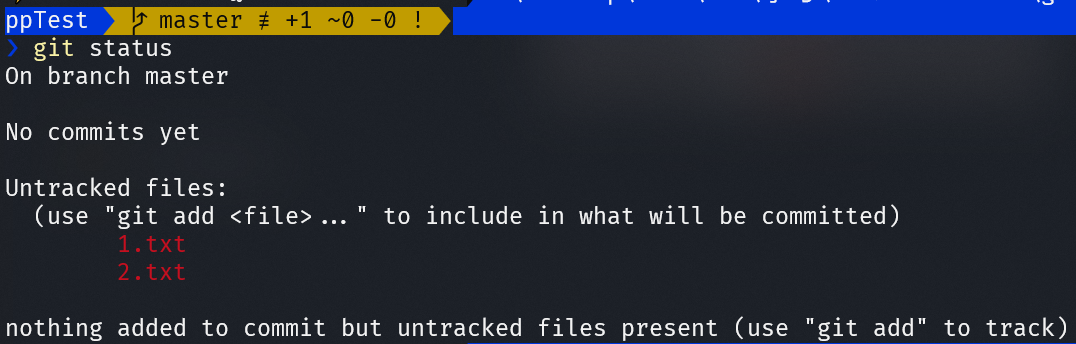 ppTest master ≢ +1 ~0 -0 !
❯ git status
On branch master
No commits yet
Untracked files:
(use "git add <file>..." to include in what will be committed)
1.txt
2.txt
nothing added to commit but untracked files present (use "git add" to track)